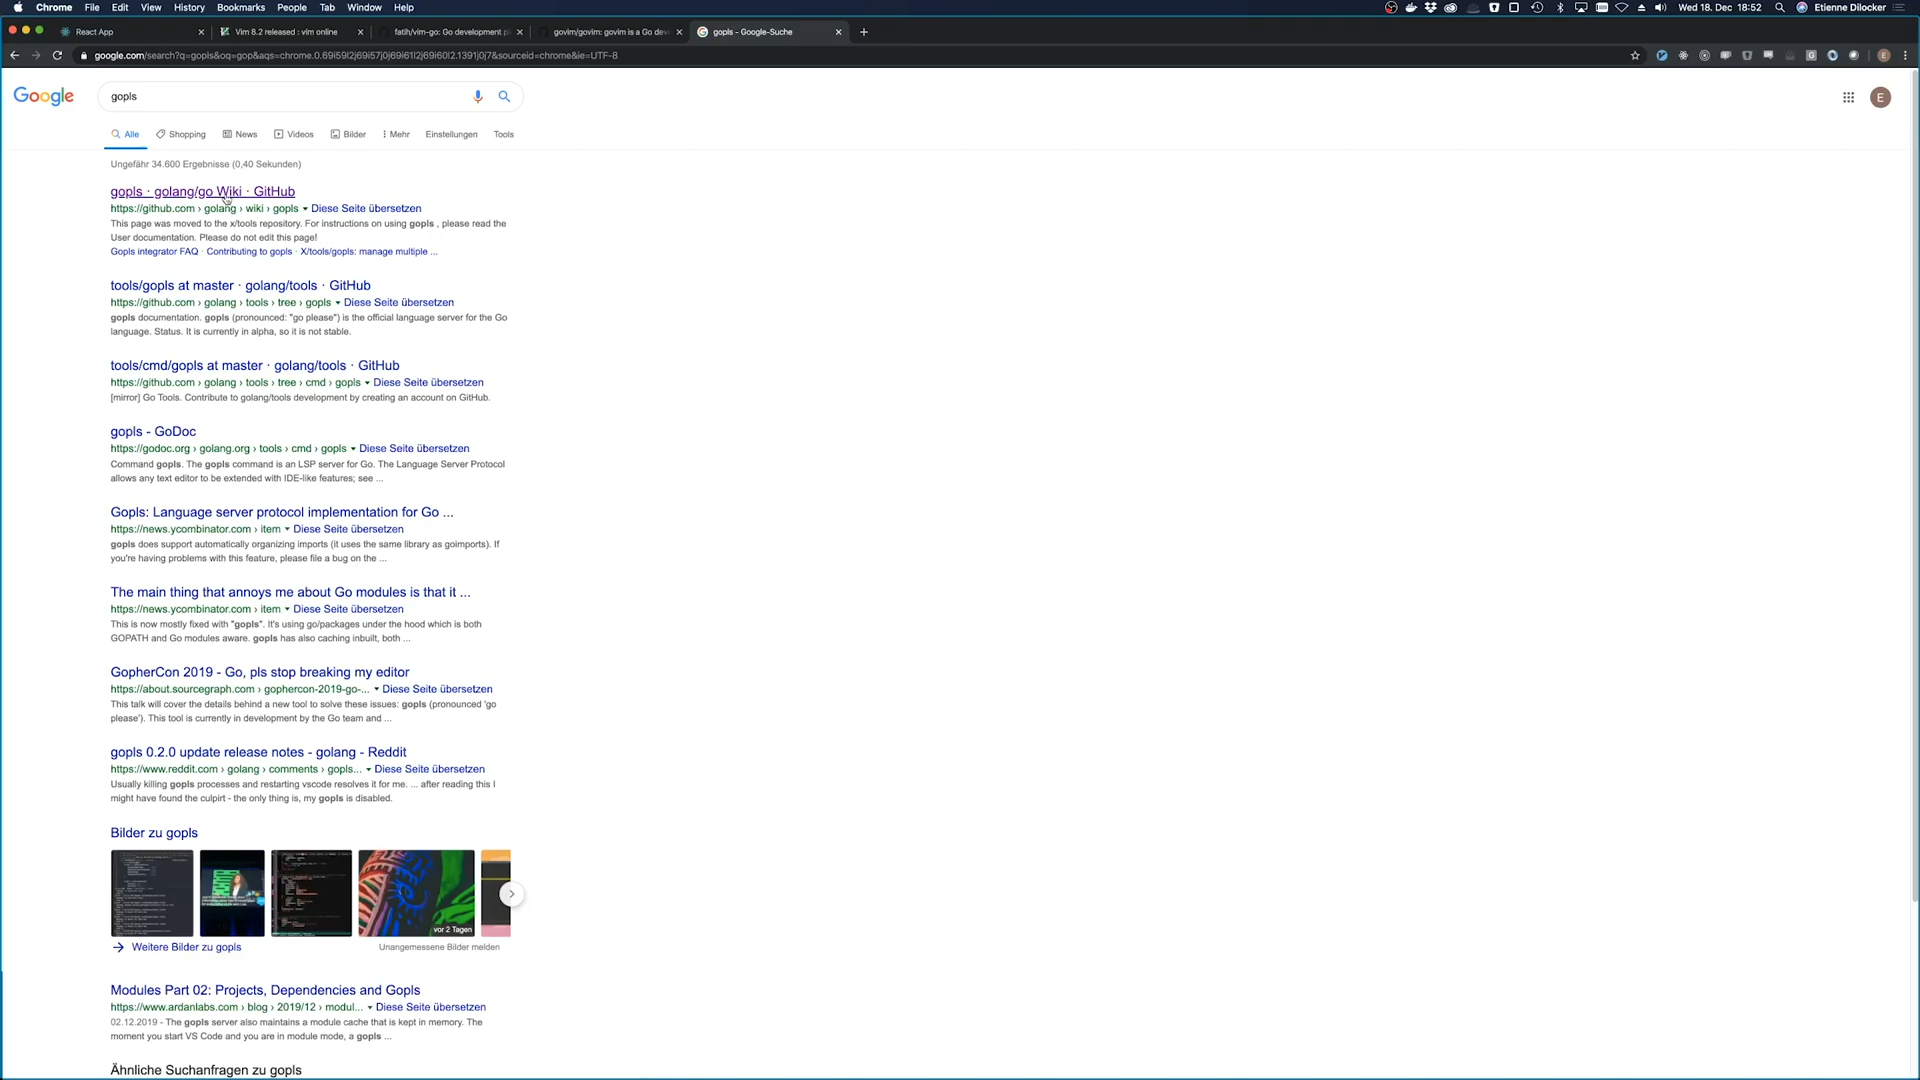 Chrome File Edit View History Bookmarks People Tab Window Help Wed 18. Dec 18:52 Etienne Dilocker
React App Vim 8.2 released : vim online fatih/vim-go: Go development p govim/govim: govim is a Go dev gopls - Google-Suche
google.com/search?q=gopls&oq=gop&aqs=chrome.0.69i59l2j69i57j0j69i61l2j69i60l2.1391j0j7&sourceid=chrome&ie=UTF-8
Google gopls E
Alle Shopping News Videos Bilder Mehr Einstellungen Tools
Ungefähr 34.600 Ergebnisse (0,40 Sekunden)
gopls · golang/go Wiki · GitHub
https://github.com › golang › wiki › gopls Diese Seite übersetzen
This page was moved to the x/tools repository. For instructions on using gopls , please read the
User documentation. Please do not edit this page!
Gopls integrator FAQ · Contributing to gopls · X/tools/gopls: manage multiple ...
tools/gopls at master · golang/tools · GitHub
https://github.com › golang › tools › tree › gopls Diese Seite übersetzen
gopls documentation. gopls (pronounced: "go please") is the official language server for the Go
language. Status. It is currently in alpha, so it is not stable.
tools/cmd/gopls at master · golang/tools · GitHub
https://github.com › golang › tools › tree › cmd › gopls Diese Seite übersetzen
[mirror] Go Tools. Contribute to golang/tools development by creating an account on GitHub.
gopls - GoDoc
https://godoc.org › golang.org › tools › cmd › gopls Diese Seite übersetzen
Command gopls. The gopls command is an LSP server for Go. The Language Server Protocol
allows any text editor to be extended with IDE-like features; see ...
Gopls: Language server protocol implementation for Go ...
https://news.ycombinator.com › item Diese Seite übersetzen
gopls does support automatically organizing imports (it uses the same library as goimports). If
you're having problems with this feature, please file a bug on the ...
The main thing that annoys me about Go modules is that it ...
https://news.ycombinator.com › item Diese Seite übersetzen
This is now mostly fixed with "gopls". It's using go/packages under the hood which is both
GOPATH and Go modules aware. gopls has also caching inbuilt, both ...
GopherCon 2019 - Go, pls stop breaking my editor
https://about.sourcegraph.com › gophercon-2019-go-... Diese Seite übersetzen
This talk will cover the details behind a new tool to solve these issues: gopls (pronounced 'go
please'). This tool is currently in development by the Go team and ...
gopls 0.2.0 update release notes - golang - Reddit
https://www.reddit.com › golang › comments › gopls... Diese Seite übersetzen
Usually killing gopls processes and restarting vscode resolves it for me. ... after reading this I
might have found the culpirt - the only thing is, my gopls is disabled.
Bilder zu gopls
vor 2 Tagen
Weitere Bilder zu gopls Unangemessene Bilder melden
Modules Part 02: Projects, Dependencies and Gopls
https://www.ardanlabs.com › blog › 2019/12 › modul... Diese Seite übersetzen
02.12.2019 - The gopls server also maintains a module cache that is kept in memory. The
moment you start VS Code and you are in module mode, a gopls ...
Ähnliche Suchanfragen zu gopls